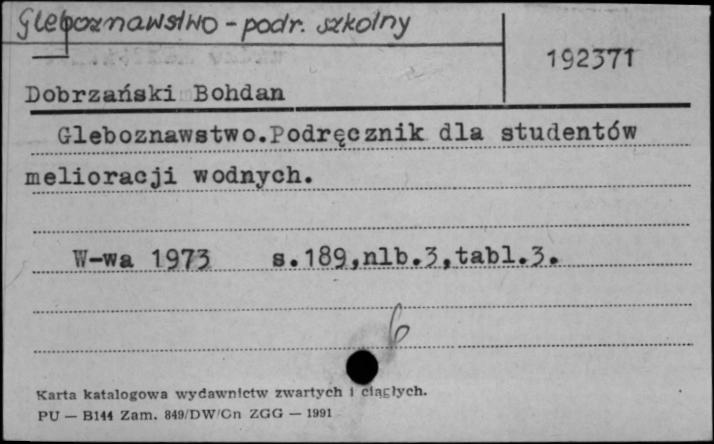 Gleboznawstwo - podr. szkolny
192371
Dobrzański Bohdan
Gleboznawstwo.Podręcznik dla studentów
melioracji wodnych.
W-wa 1973 s.189,nlb.3,tabl.3.
b
Karta katalogowa wydawnictw zwartych i ciągłych.
PU — B144 Zam. 849/DW/Gn ZGG — 1991